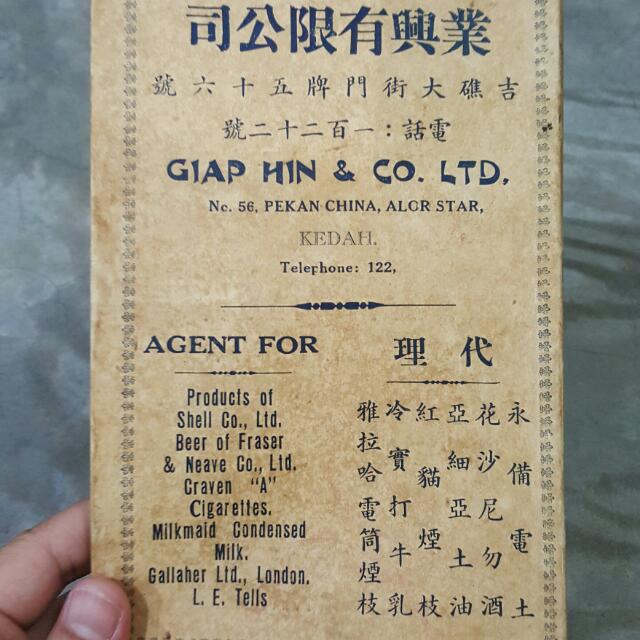 業興有限公司
吉礁大街門牌五十六號
電話:一百二十二號
GIAP HIN & CO. LTD,
No. 56, PEKAN CHINA, ALOR STAR,
KEDAH.
Telephone: 122,
AGENT FOR
Products of
Shell Co., Ltd.
Beer of Fraser
& Neave Co., Ltd.
Craven "A"
Cigarettes.
Milkmaid Condensed
Milk.
Gallaher Ltd., London.
L. E. Tells
代理
永備電土
花沙尼勿酒
亞細亞土油
紅貓煙枝
冷實打牛乳
雅拉哈電筒煙枝